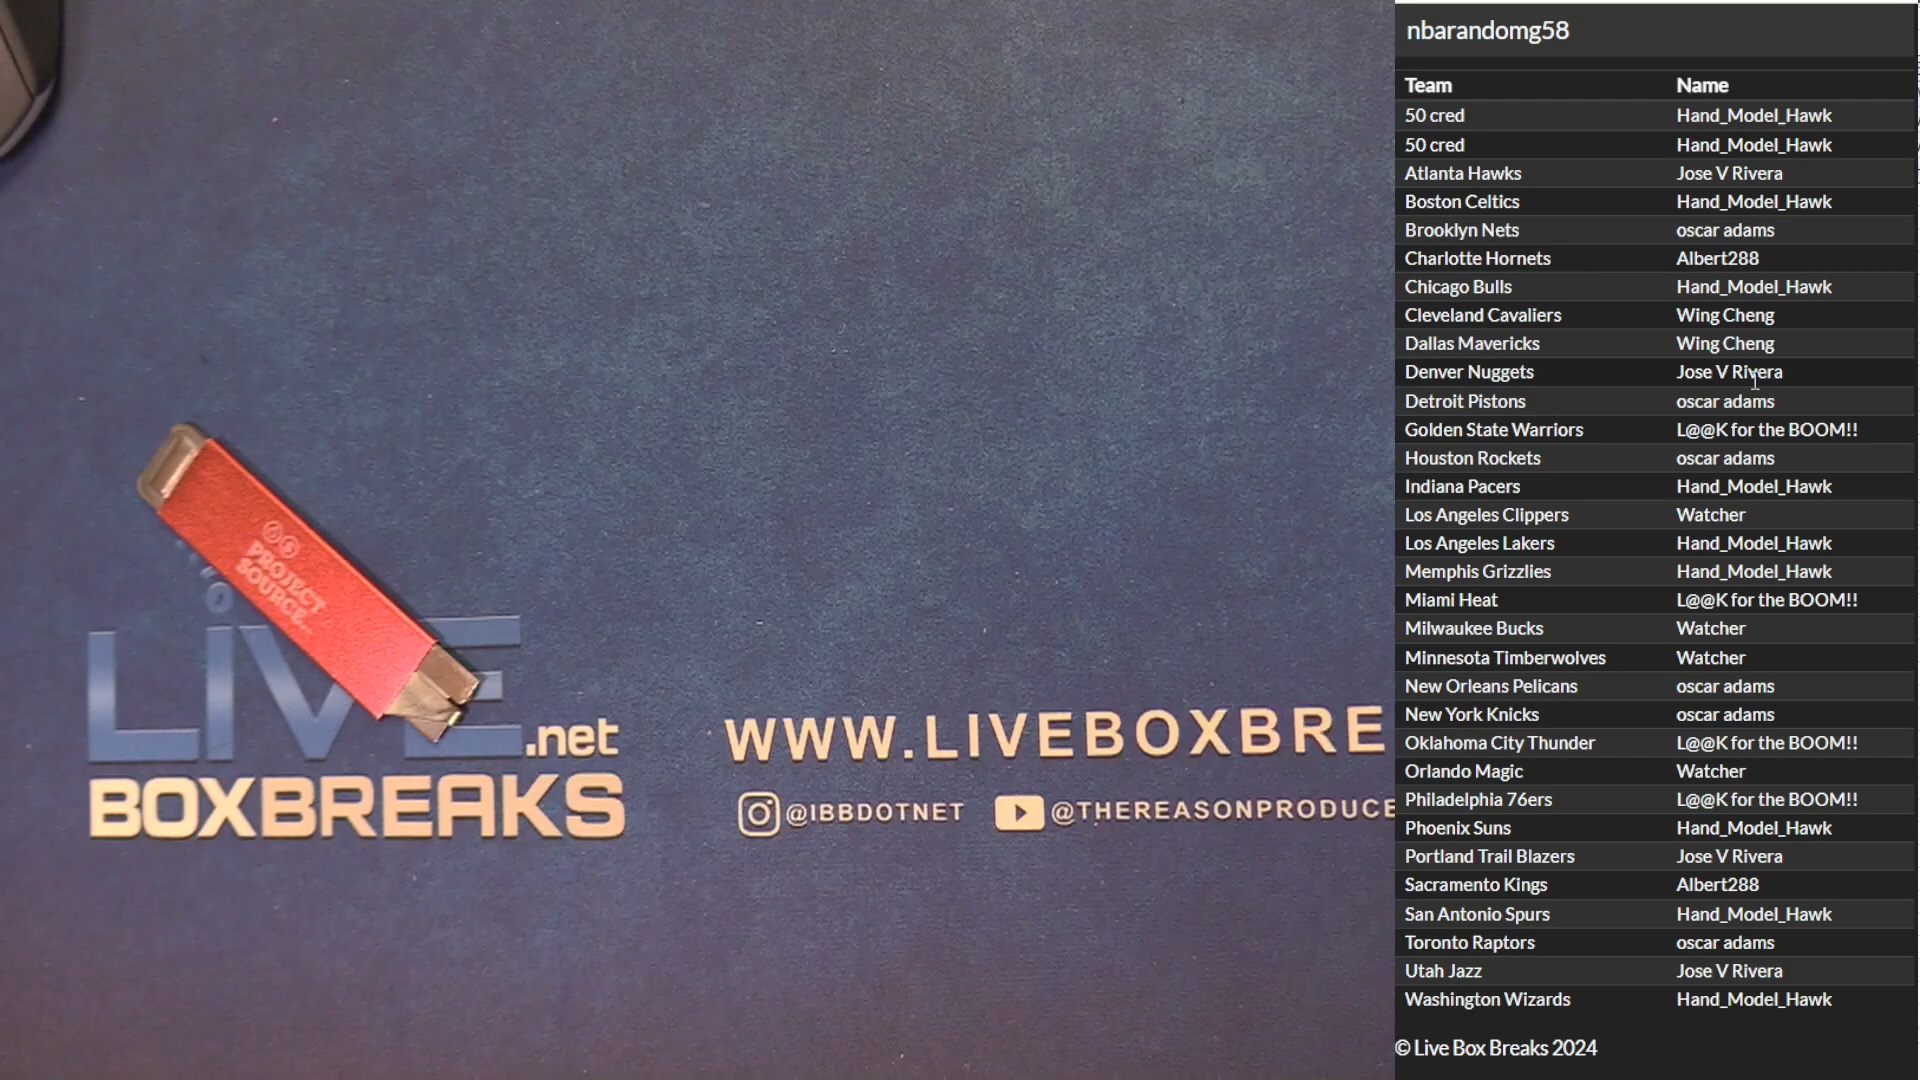 PROJECT
SOURCE
LIVE
.net
BOXBREAKS
WWW.LIVEBOXBRE
@IBBDOTNET
@THEREASONPRODUCE
nbarandomg58
Team Name
50 cred Hand_Model_Hawk
50 cred Hand_Model_Hawk
Atlanta Hawks Jose V Rivera
Boston Celtics Hand_Model_Hawk
Brooklyn Nets oscar adams
Charlotte Hornets Albert288
Chicago Bulls Hand_Model_Hawk
Cleveland Cavaliers Wing Cheng
Dallas Mavericks Wing Cheng
Denver Nuggets Jose V Rivera
Detroit Pistons oscar adams
Golden State Warriors L@@K for the BOOM!!
Houston Rockets oscar adams
Indiana Pacers Hand_Model_Hawk
Los Angeles Clippers Watcher
Los Angeles Lakers Hand_Model_Hawk
Memphis Grizzlies Hand_Model_Hawk
Miami Heat L@@K for the BOOM!!
Milwaukee Bucks Watcher
Minnesota Timberwolves Watcher
New Orleans Pelicans oscar adams
New York Knicks oscar adams
Oklahoma City Thunder L@@K for the BOOM!!
Orlando Magic Watcher
Philadelphia 76ers L@@K for the BOOM!!
Phoenix Suns Hand_Model_Hawk
Portland Trail Blazers Jose V Rivera
Sacramento Kings Albert288
San Antonio Spurs Hand_Model_Hawk
Toronto Raptors oscar adams
Utah Jazz Jose V Rivera
Washington Wizards Hand_Model_Hawk
© Live Box Breaks 2024